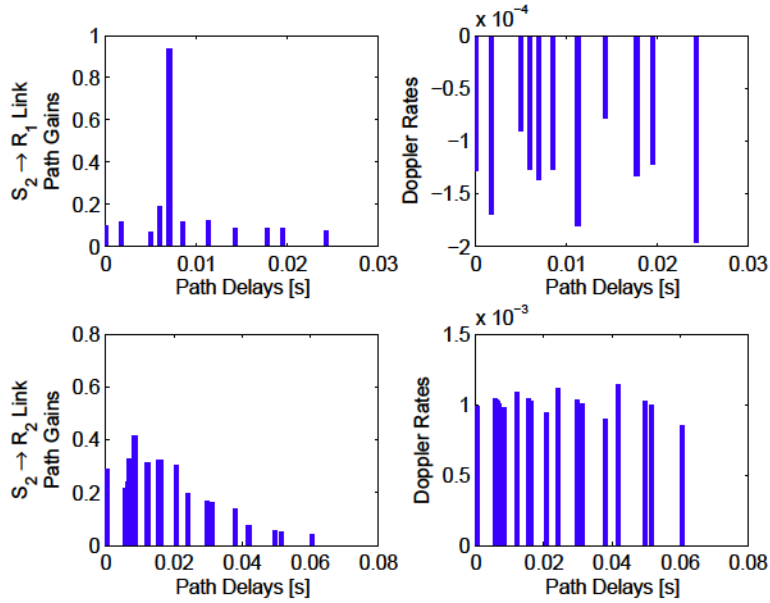 S₂ → R₁ Link
Path Gains
1
0.8
0.6
0.4
0.2
0
0 0.01 0.02 0.03
Path Delays [s]
x 10⁻⁴
Doppler Rates
0
−0.5
−1
−1.5
−2
0 0.01 0.02 0.03
Path Delays [s]
S₂ → R₂ Link
Path Gains
0.8
0.6
0.4
0.2
0
0 0.02 0.04 0.06 0.08
Path Delays [s]
x 10⁻³
Doppler Rates
1.5
1
0.5
0
0 0.02 0.04 0.06 0.08
Path Delays [s]